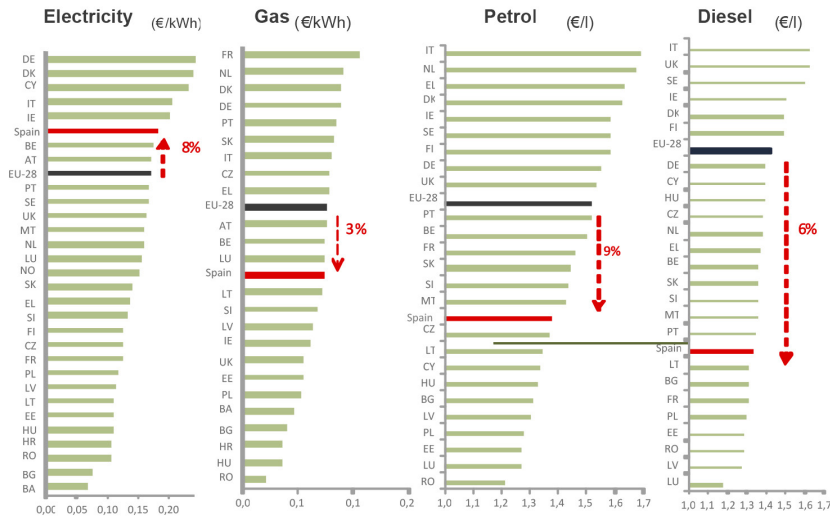 Electricity (€/kWh)
DE
DK
CY
IT
IE
Spain
BE
AT
EU-28
PT
SE
UK
MT
NL
LU
NO
SK
EL
SI
FI
CZ
FR
PL
LV
LT
EE
HU
HR
RO
BG
BA
8%
0,00 0,05 0,10 0,15 0,20
Gas (€/kWh)
FR
NL
DK
DE
PT
SK
IT
CZ
EL
EU-28
AT
BE
LU
Spain
LT
SI
LV
IE
UK
EE
PL
BA
BG
HR
HU
RO
3%
0,0 0,1 0,1 0,2
Petrol (€/l)
IT
NL
EL
DK
IE
SE
FI
DE
UK
EU-28
PT
BE
FR
SK
SI
MT
Spain
CZ
LT
CY
HU
BG
LV
PL
EE
LU
RO
9%
1,0 1,1 1,2 1,3 1,4 1,5 1,6 1,7
Diesel (€/l)
IT
UK
SE
IE
DK
FI
EU-28
DE
CY
HU
CZ
NL
EL
BE
SK
SI
MT
PT
Spain
LT
BG
FR
PL
EE
RO
LV
LU
6%
1,0 1,1 1,2 1,3 1,4 1,5 1,6 1,7